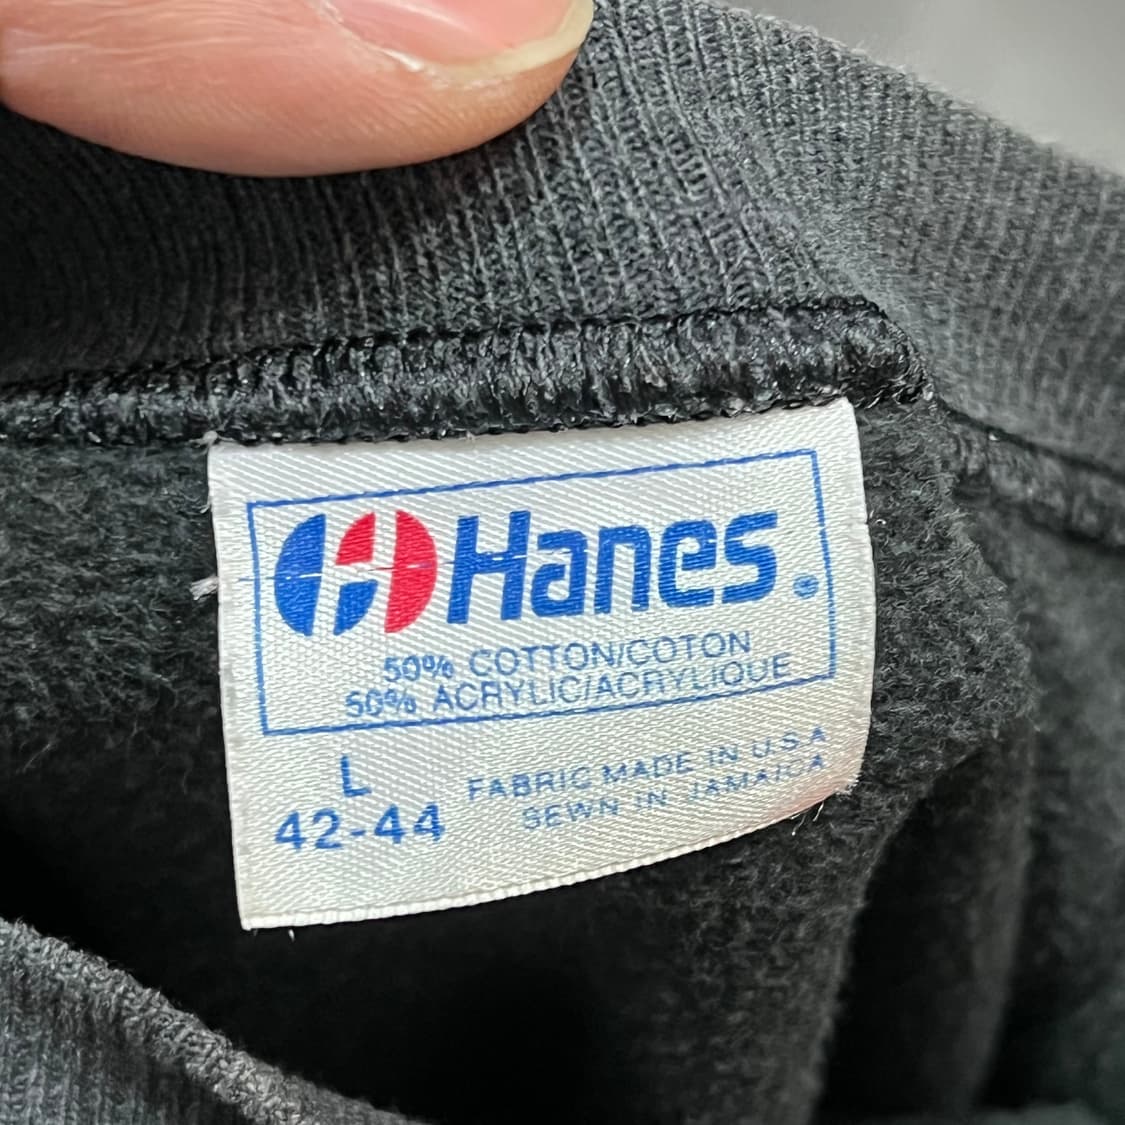 Hanes®
50% COTTON/COTON
50% ACRYLIC/ACRYLIQUE
L
42-44
FABRIC MADE IN U.S.A
SEWN IN JAMAICA